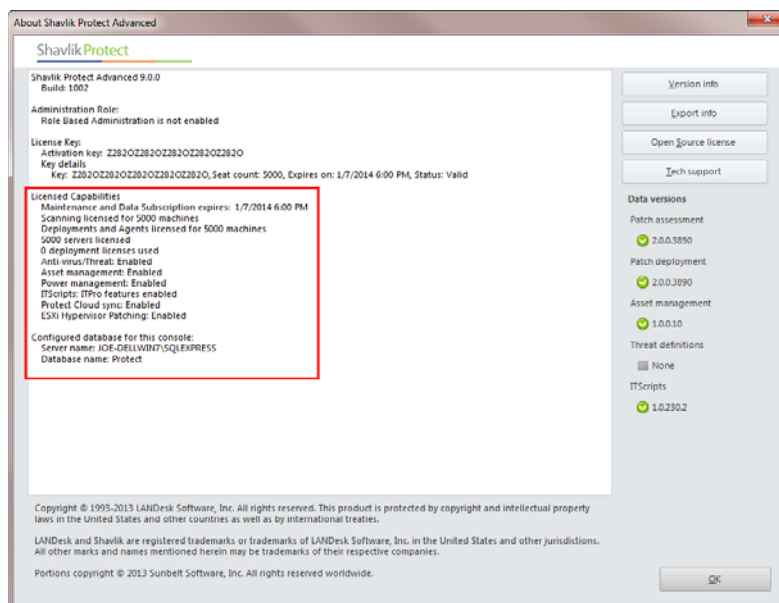 About Shavlik Protect Advanced
Shavlik Protect
Shavlik Protect Advanced 9.0.0
Build: 1002
Administration Role:
Role Based Administration is not enabled
License Key:
Activation key: Z282OZ282OZ282OZ282OZ282O
Key details
Key: Z282OZ282OZ282OZ282OZ282O, Seat count: 5000, Expires on: 1/7/2014 6:00 PM, Status: Valid
Licensed Capabilities
Maintenance and Data Subscription expires: 1/7/2014 6:00 PM
Scanning licensed for 5000 machines
Deployments and Agents licensed for 5000 machines
5000 servers licensed
0 deployment licenses used
Anti-virus/Threat: Enabled
Asset management: Enabled
Power management: Enabled
ITScripts: ITPro features enabled
Protect Cloud sync: Enabled
ESXi Hypervisor Patching: Enabled
Configured database for this console:
Server name: JOE-DELLWIN7\SQLEXPRESS
Database name: Protect
Version info
Export info
Open Source license
Tech support
Data versions
Patch assessment
2.0.0.3890
Patch deployment
2.0.0.3890
Asset management
1.0.0.10
Threat definitions
None
ITScripts
1.0.230.2
Copyright © 1993-2013 LANDesk Software, Inc. All rights reserved. This product is protected by copyright and intellectual property
laws in the United States and other countries as well as by international treaties.
LANDesk and Shavlik are registered trademarks or trademarks of LANDesk Software, Inc. in the United States and other jurisdictions.
All other marks and names mentioned herein may be trademarks of their respective companies.
Portions copyright © 2013 Sunbelt Software, Inc. All rights reserved worldwide.
OK